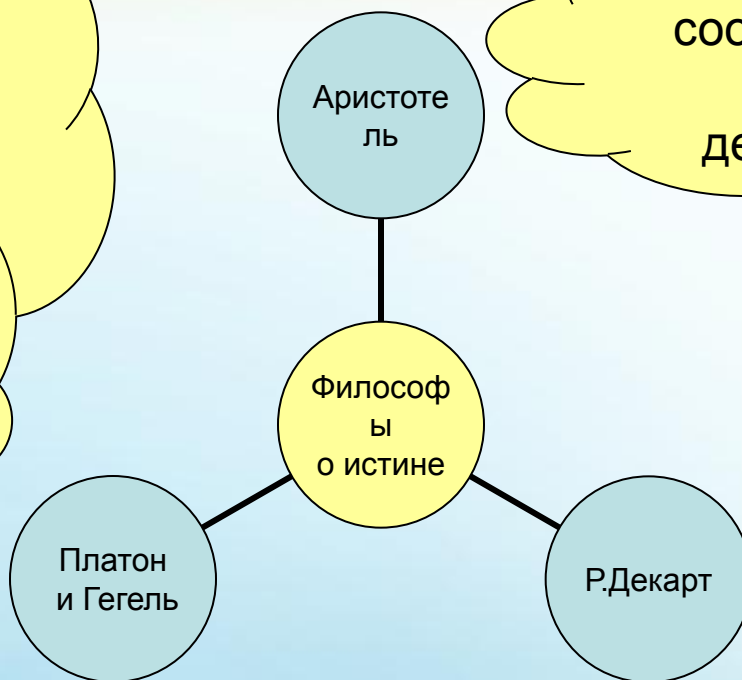 Аристоте
ль
Философ
ы
о истине
Платон
и Гегель
Р.Декарт